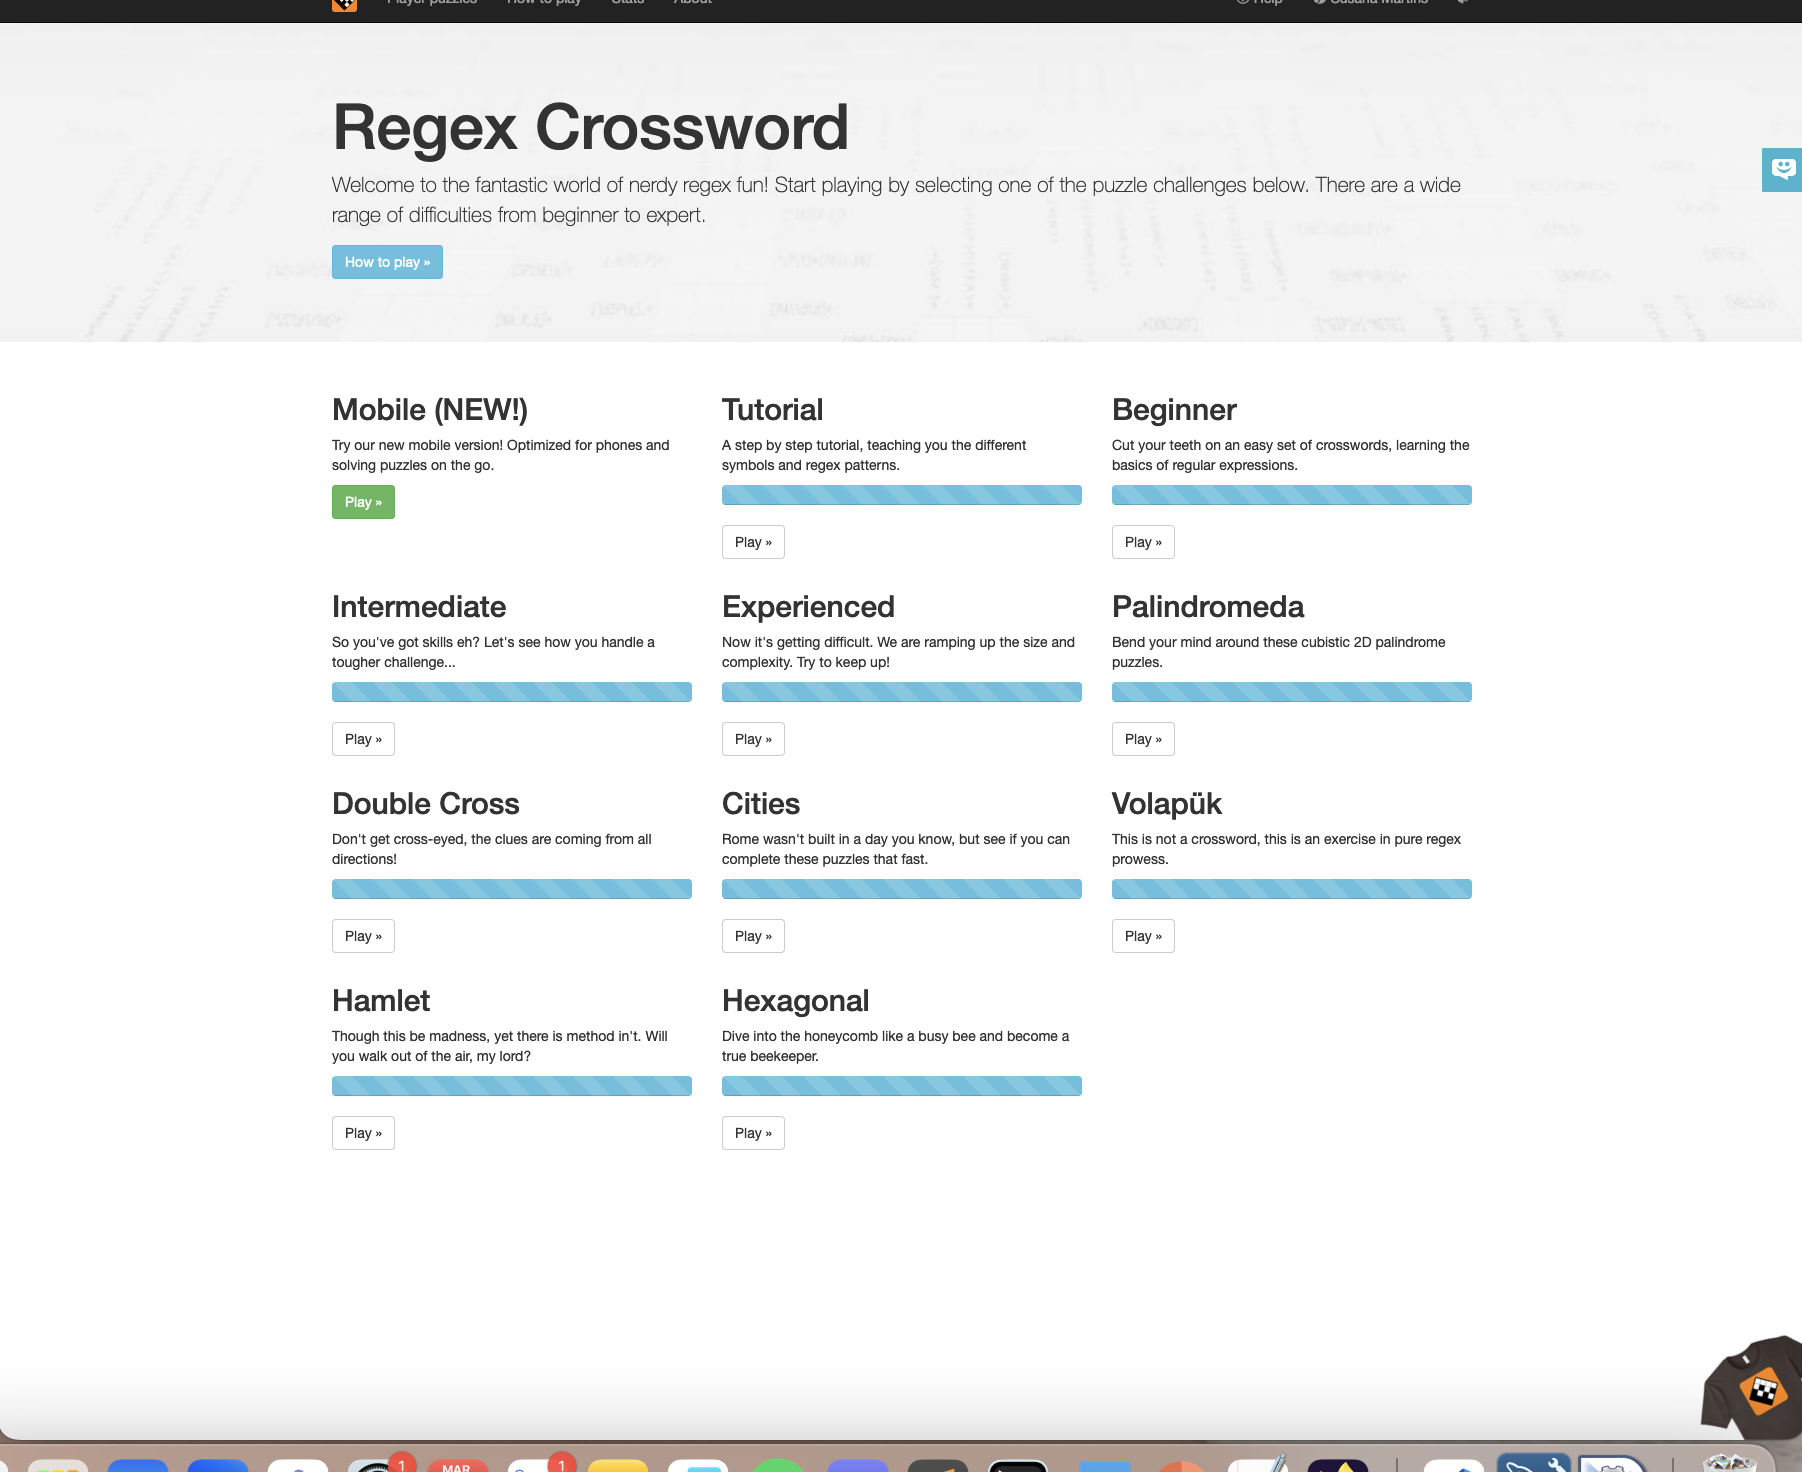 Player puzzles How to play Stats About Help Susana Martins
Regex Crossword
Welcome to the fantastic world of nerdy regex fun! Start playing by selecting one of the puzzle challenges below. There are a wide
range of difficulties from beginner to expert.
How to play »
Mobile (NEW!)
Try our new mobile version! Optimized for phones and
solving puzzles on the go.
Play »
Tutorial
A step by step tutorial, teaching you the different
symbols and regex patterns.
Play »
Beginner
Cut your teeth on an easy set of crosswords, learning the
basics of regular expressions.
Play »
Intermediate
So you've got skills eh? Let's see how you handle a
tougher challenge...
Play »
Experienced
Now it's getting difficult. We are ramping up the size and
complexity. Try to keep up!
Play »
Palindromeda
Bend your mind around these cubistic 2D palindrome
puzzles.
Play »
Double Cross
Don't get cross-eyed, the clues are coming from all
directions!
Play »
Cities
Rome wasn't built in a day you know, but see if you can
complete these puzzles that fast.
Play »
Volapük
This is not a crossword, this is an exercise in pure regex
prowess.
Play »
Hamlet
Though this be madness, yet there is method in't. Will
you walk out of the air, my lord?
Play »
Hexagonal
Dive into the honeycomb like a busy bee and become a
true beekeeper.
Play »
1
MAR
1